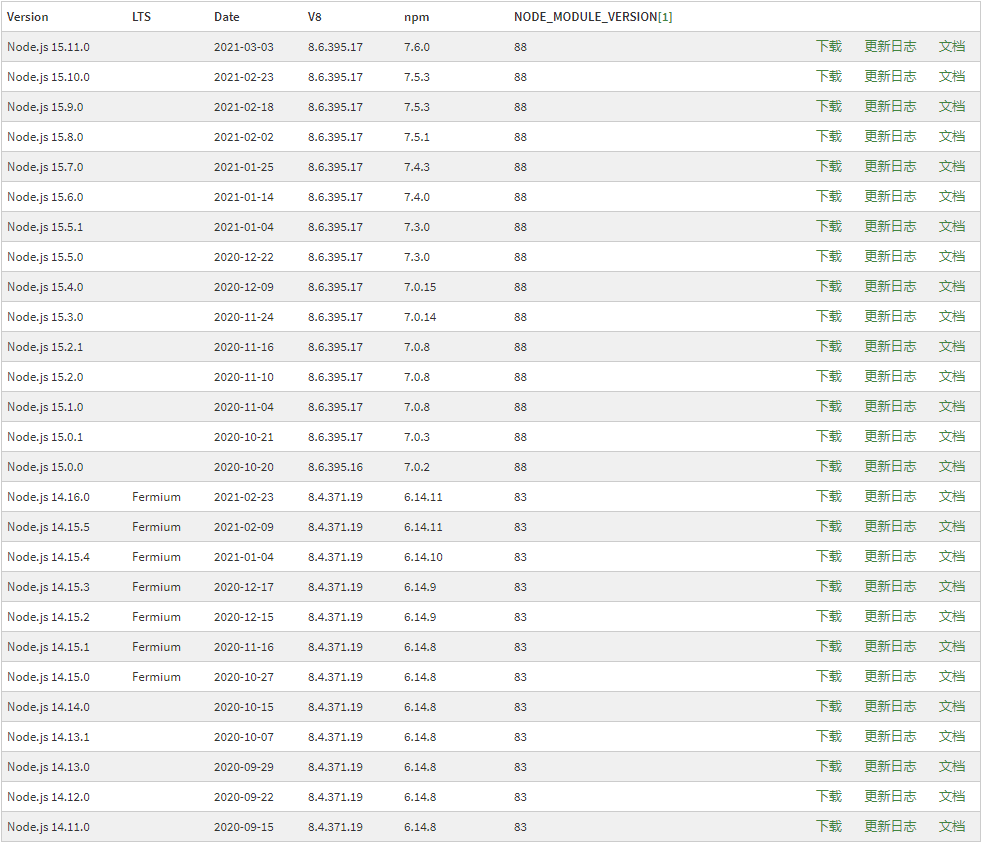 Version LTS Date V8 npm NODE_MODULE_VERSION[1]
Node.js 15.11.0 2021-03-03 8.6.395.17 7.6.0 88 下载 更新日志 文档
Node.js 15.10.0 2021-02-23 8.6.395.17 7.5.3 88 下载 更新日志 文档
Node.js 15.9.0 2021-02-18 8.6.395.17 7.5.3 88 下载 更新日志 文档
Node.js 15.8.0 2021-02-02 8.6.395.17 7.5.1 88 下载 更新日志 文档
Node.js 15.7.0 2021-01-25 8.6.395.17 7.4.3 88 下载 更新日志 文档
Node.js 15.6.0 2021-01-14 8.6.395.17 7.4.0 88 下载 更新日志 文档
Node.js 15.5.1 2021-01-04 8.6.395.17 7.3.0 88 下载 更新日志 文档
Node.js 15.5.0 2020-12-22 8.6.395.17 7.3.0 88 下载 更新日志 文档
Node.js 15.4.0 2020-12-09 8.6.395.17 7.0.15 88 下载 更新日志 文档
Node.js 15.3.0 2020-11-24 8.6.395.17 7.0.14 88 下载 更新日志 文档
Node.js 15.2.1 2020-11-16 8.6.395.17 7.0.8 88 下载 更新日志 文档
Node.js 15.2.0 2020-11-10 8.6.395.17 7.0.8 88 下载 更新日志 文档
Node.js 15.1.0 2020-11-04 8.6.395.17 7.0.8 88 下载 更新日志 文档
Node.js 15.0.1 2020-10-21 8.6.395.17 7.0.3 88 下载 更新日志 文档
Node.js 15.0.0 2020-10-20 8.6.395.16 7.0.2 88 下载 更新日志 文档
Node.js 14.16.0 Fermium 2021-02-23 8.4.371.19 6.14.11 83 下载 更新日志 文档
Node.js 14.15.5 Fermium 2021-02-09 8.4.371.19 6.14.11 83 下载 更新日志 文档
Node.js 14.15.4 Fermium 2021-01-04 8.4.371.19 6.14.10 83 下载 更新日志 文档
Node.js 14.15.3 Fermium 2020-12-17 8.4.371.19 6.14.9 83 下载 更新日志 文档
Node.js 14.15.2 Fermium 2020-12-15 8.4.371.19 6.14.9 83 下载 更新日志 文档
Node.js 14.15.1 Fermium 2020-11-16 8.4.371.19 6.14.8 83 下载 更新日志 文档
Node.js 14.15.0 Fermium 2020-10-27 8.4.371.19 6.14.8 83 下载 更新日志 文档
Node.js 14.14.0 2020-10-15 8.4.371.19 6.14.8 83 下载 更新日志 文档
Node.js 14.13.1 2020-10-07 8.4.371.19 6.14.8 83 下载 更新日志 文档
Node.js 14.13.0 2020-09-29 8.4.371.19 6.14.8 83 下载 更新日志 文档
Node.js 14.12.0 2020-09-22 8.4.371.19 6.14.8 83 下载 更新日志 文档
Node.js 14.11.0 2020-09-15 8.4.371.19 6.14.8 83 下载 更新日志 文档